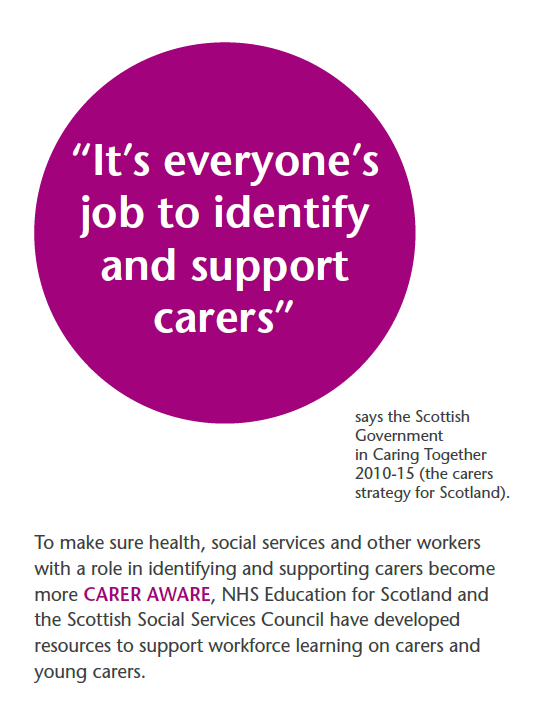 “It’s everyone’s
job to identify
and support
carers”
says the Scottish
Government
in Caring Together
2010-15 (the carers
strategy for Scotland).
To make sure health, social services and other workers
with a role in identifying and supporting carers become
more CARER AWARE, NHS Education for Scotland and
the Scottish Social Services Council have developed
resources to support workforce learning on carers and
young carers.